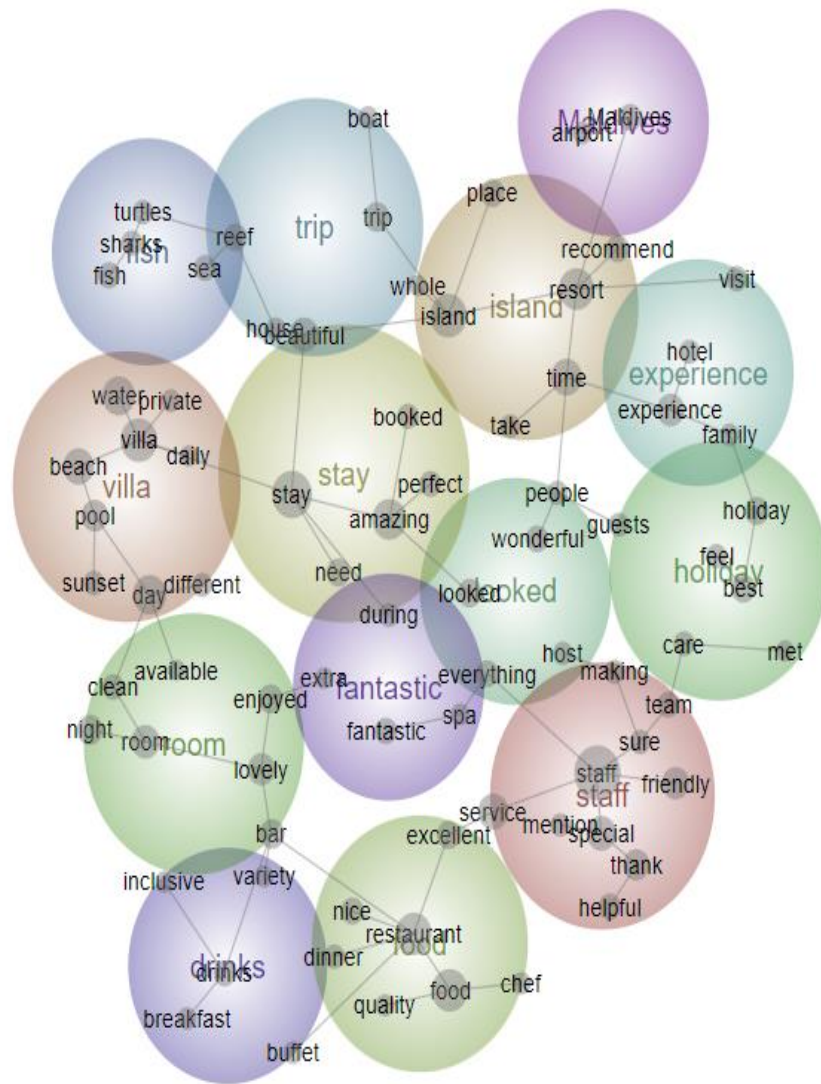 boat
Maldives
Maldives
airport
place
turtles
trip
trip
reef
sharks
fish
recommend
sea
fish
visit
whole
resort
island
island
house
beautiful
hotel
experience
time
water
private
experience
booked
take
villa
family
daily
beach
stay
perfect
villa
people
stay
holiday
pool
amazing
guests
wonderful
feel
need
holiday
sunset
different
looked
best
day
looked
during
care
host
met
available
making
everything
extra
clean
fantastic
enjoyed
team
spa
night
room
room
fantastic
sure
lovely
staff
friendly
staff
service
mention
bar
excellent
special
thank
inclusive
variety
helpful
nice
restaurant
food
dinner
drinks
drinks
food
chef
quality
breakfast
buffet